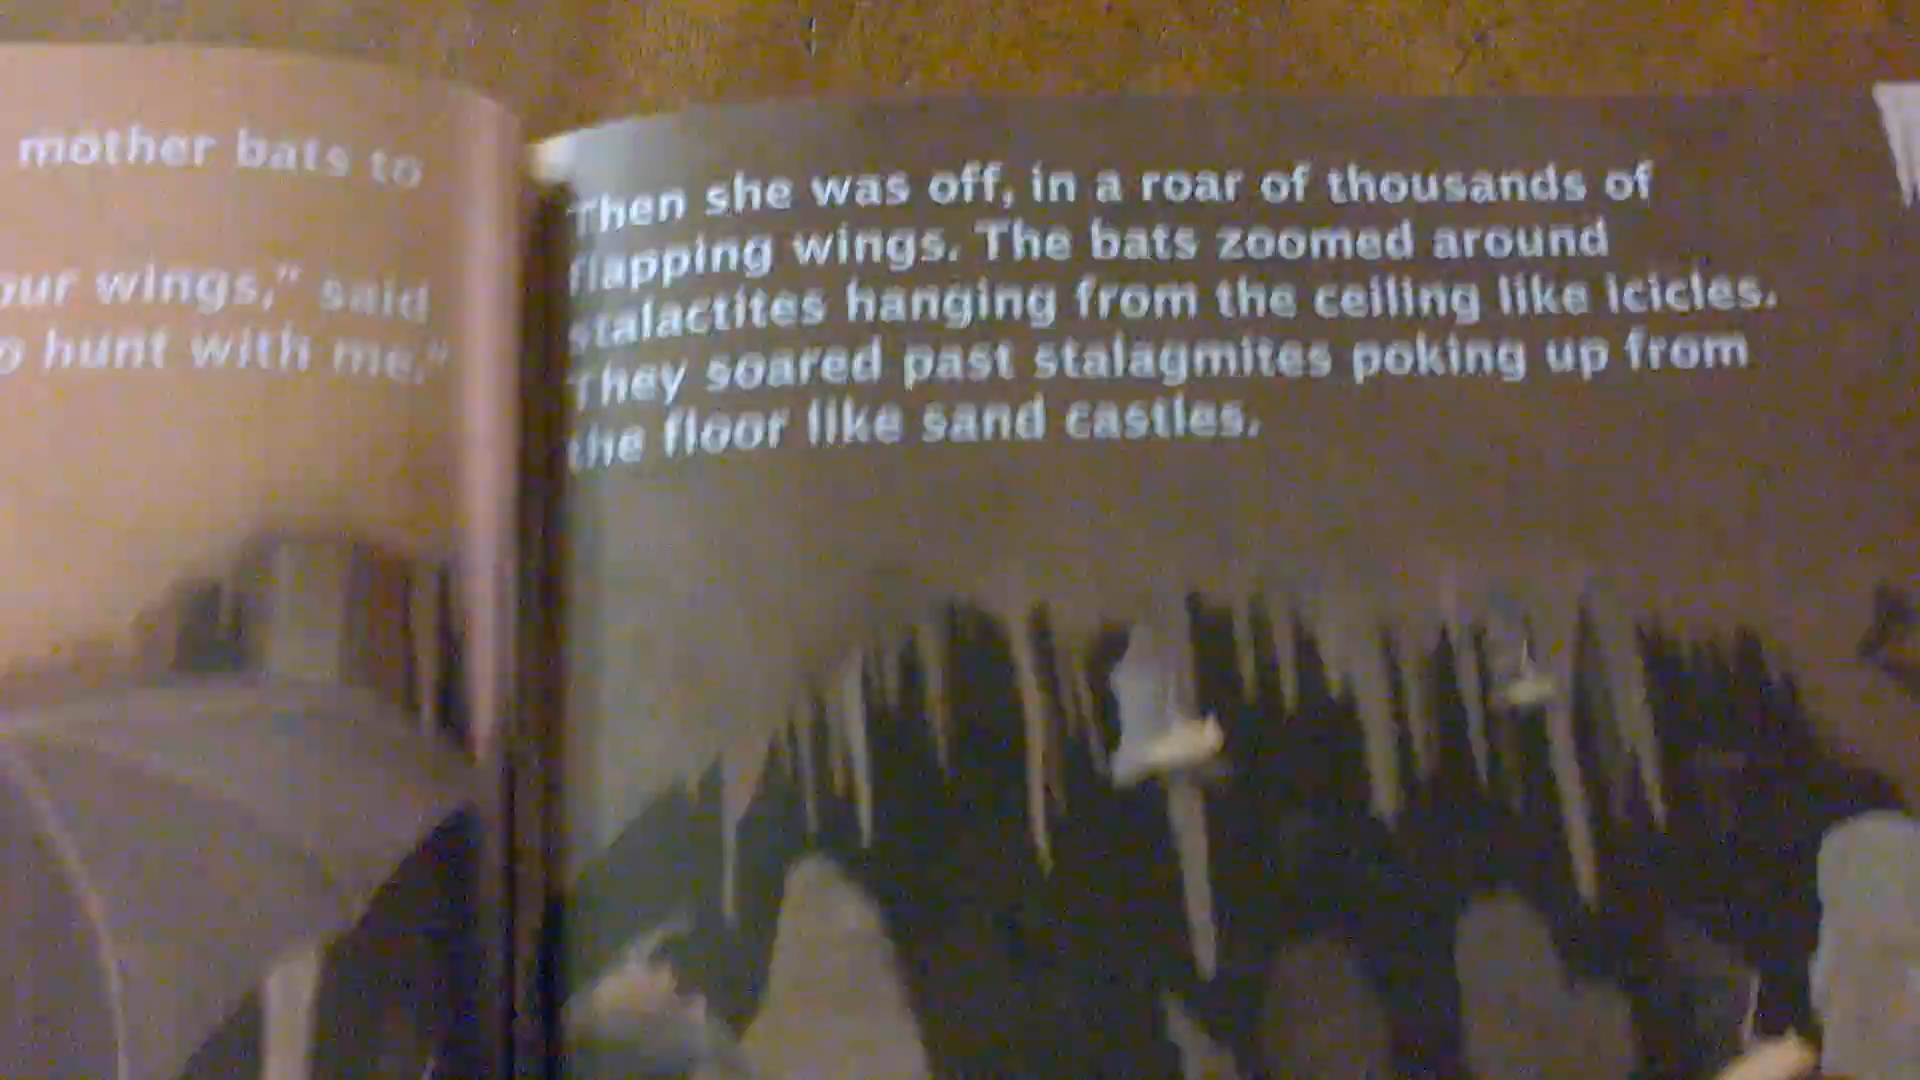 mother bats to
our wings," said
hunt with me."
Then she was off, in a roar of thousands of
flapping wings. The bats zoomed around
stalactites hanging from the ceiling like icicles.
They soared past stalagmites poking up from
the floor like sand castles.